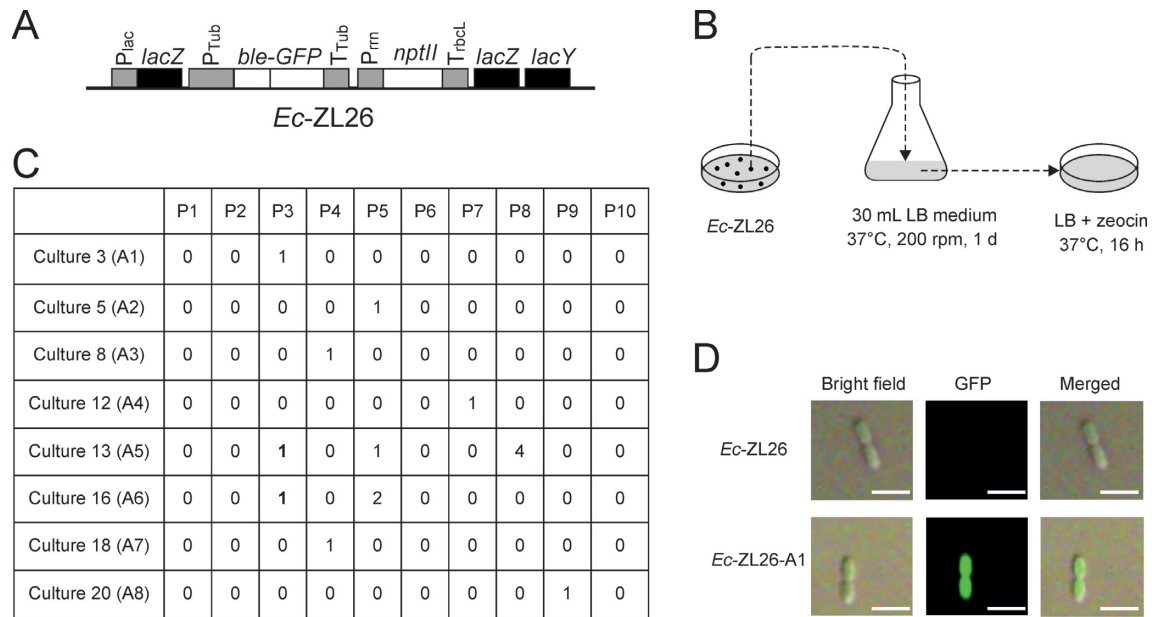 A
Plac lacZ PTub ble-GFP TTub Prrn nptII TrbcL lacZ lacY
Ec-ZL26
B
Ec-ZL26
30 mL LB medium
37°C, 200 rpm, 1 d
LB + zeocin
37°C, 16 h
C
P1 P2 P3 P4 P5 P6 P7 P8 P9 P10
Culture 3 (A1) 0 0 1 0 0 0 0 0 0 0
Culture 5 (A2) 0 0 0 0 1 0 0 0 0 0
Culture 8 (A3) 0 0 0 1 0 0 0 0 0 0
Culture 12 (A4) 0 0 0 0 0 0 1 0 0 0
Culture 13 (A5) 0 0 1 0 1 0 0 4 0 0
Culture 16 (A6) 0 0 1 0 2 0 0 0 0 0
Culture 18 (A7) 0 0 0 1 0 0 0 0 0 0
Culture 20 (A8) 0 0 0 0 0 0 0 0 1 0
D
Bright field GFP Merged
Ec-ZL26
Ec-ZL26-A1